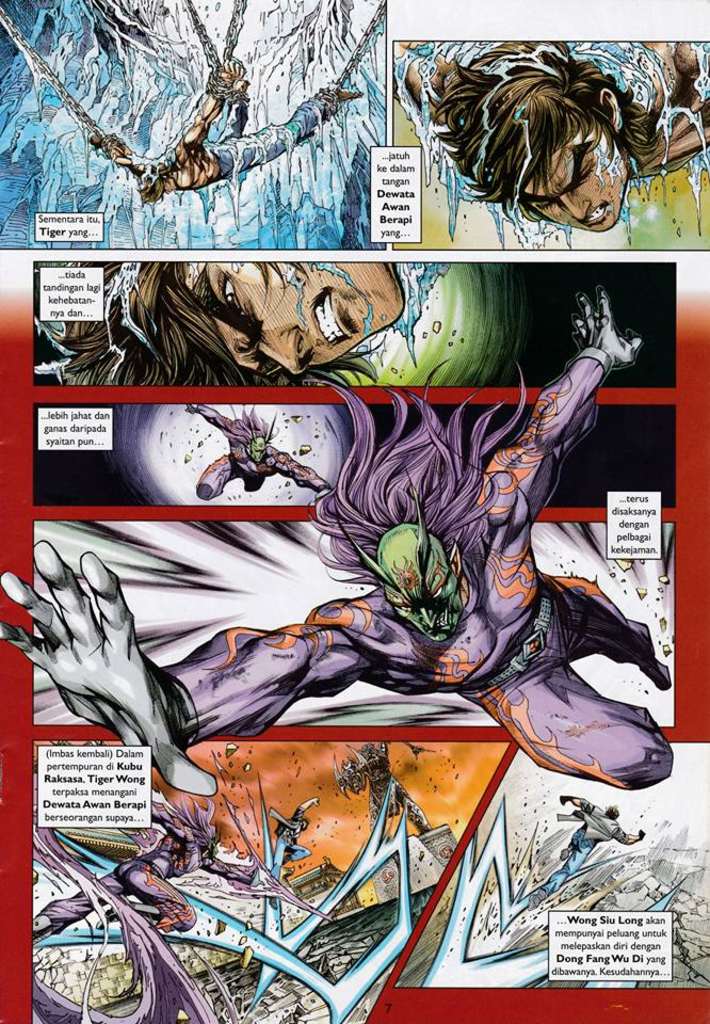 Sementara itu,
Tiger yang...
...jatuh
ke dalam
tangan
Dewata
Awan
Berapi
yang...
...tiada
tandingan lagi
kehebatan-
nya dan...
...lebih jahat dan
ganas daripada
syaitan pun...
...terus
disaksanya
dengan
pelbagai
kekejaman.
(Imbas kembali) Dalam
pertempuran di Kubu
Raksasa, Tiger Wong
terpaksa menangani
Dewata Awan Berapi
berseorangan supaya...
...Wong Siu Long akan
mempunyai peluang untuk
melepaskan diri dengan
Dong Fang Wu Di yang
dibawanya. Kesudahannya...
7